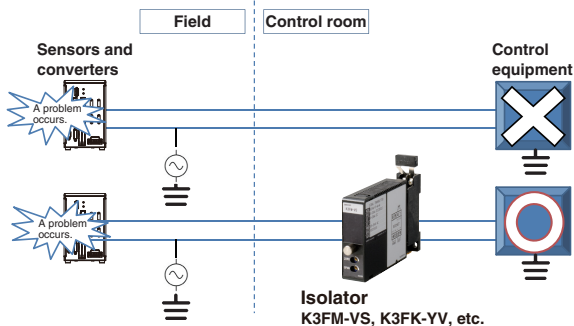 Field
Control room
Sensors and
converters
Control
equipment
A problem
occurs.
A problem
occurs.
Isolator
K3FM-VS, K3FK-YV, etc.